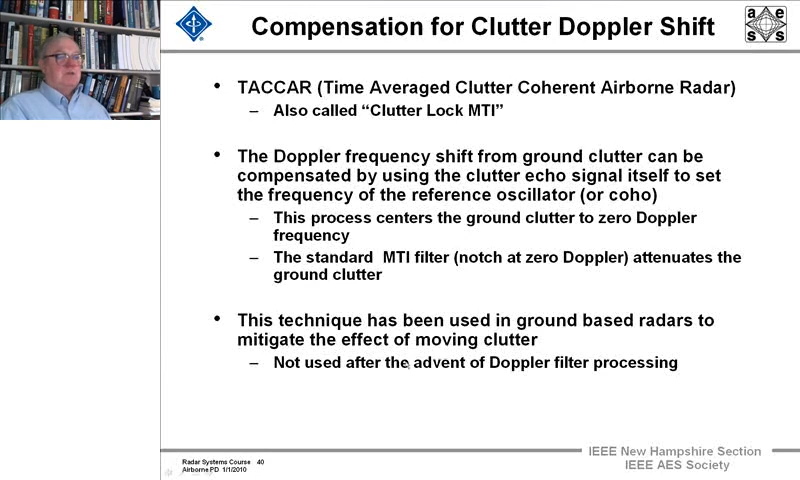 Compensation for Clutter Doppler Shift
a e
s s
• TACCAR (Time Averaged Clutter Coherent Airborne Radar)
– Also called “Clutter Lock MTI”
• The Doppler frequency shift from ground clutter can be
compensated by using the clutter echo signal itself to set
the frequency of the reference oscillator (or coho)
– This process centers the ground clutter to zero Doppler
frequency
– The standard MTI filter (notch at zero Doppler) attenuates the
ground clutter
• This technique has been used in ground based radars to
mitigate the effect of moving clutter
– Not used after the advent of Doppler filter processing
Radar Systems Course 40
Airborne PD 1/1/2010
IEEE New Hampshire Section
IEEE AES Society